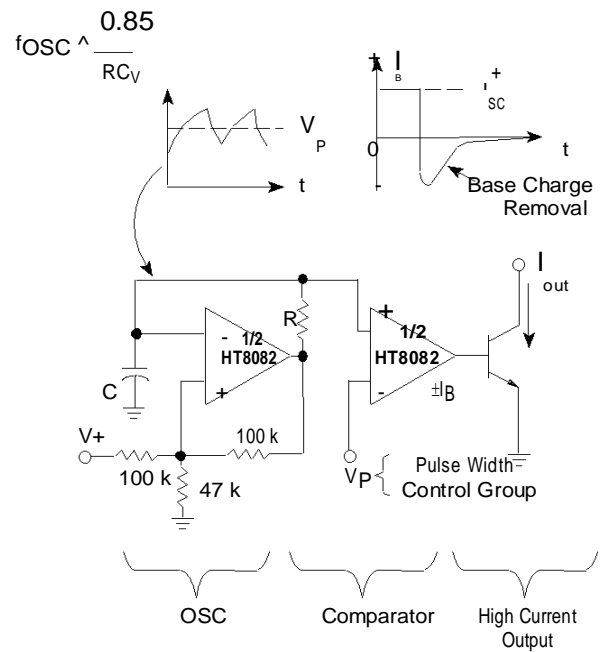 fOSC ^ 0.85
RCV
VP
t
+ IB
I+SC
0
t
-
Base Charge
Removal
Iout
R
- 1/2
HT8082
+
+ 1/2
HT8082
-
±IB
C
V+
100 k
100 k
47 k
VP { Pulse Width
Control Group
OSC
Comparator
High Current
Output